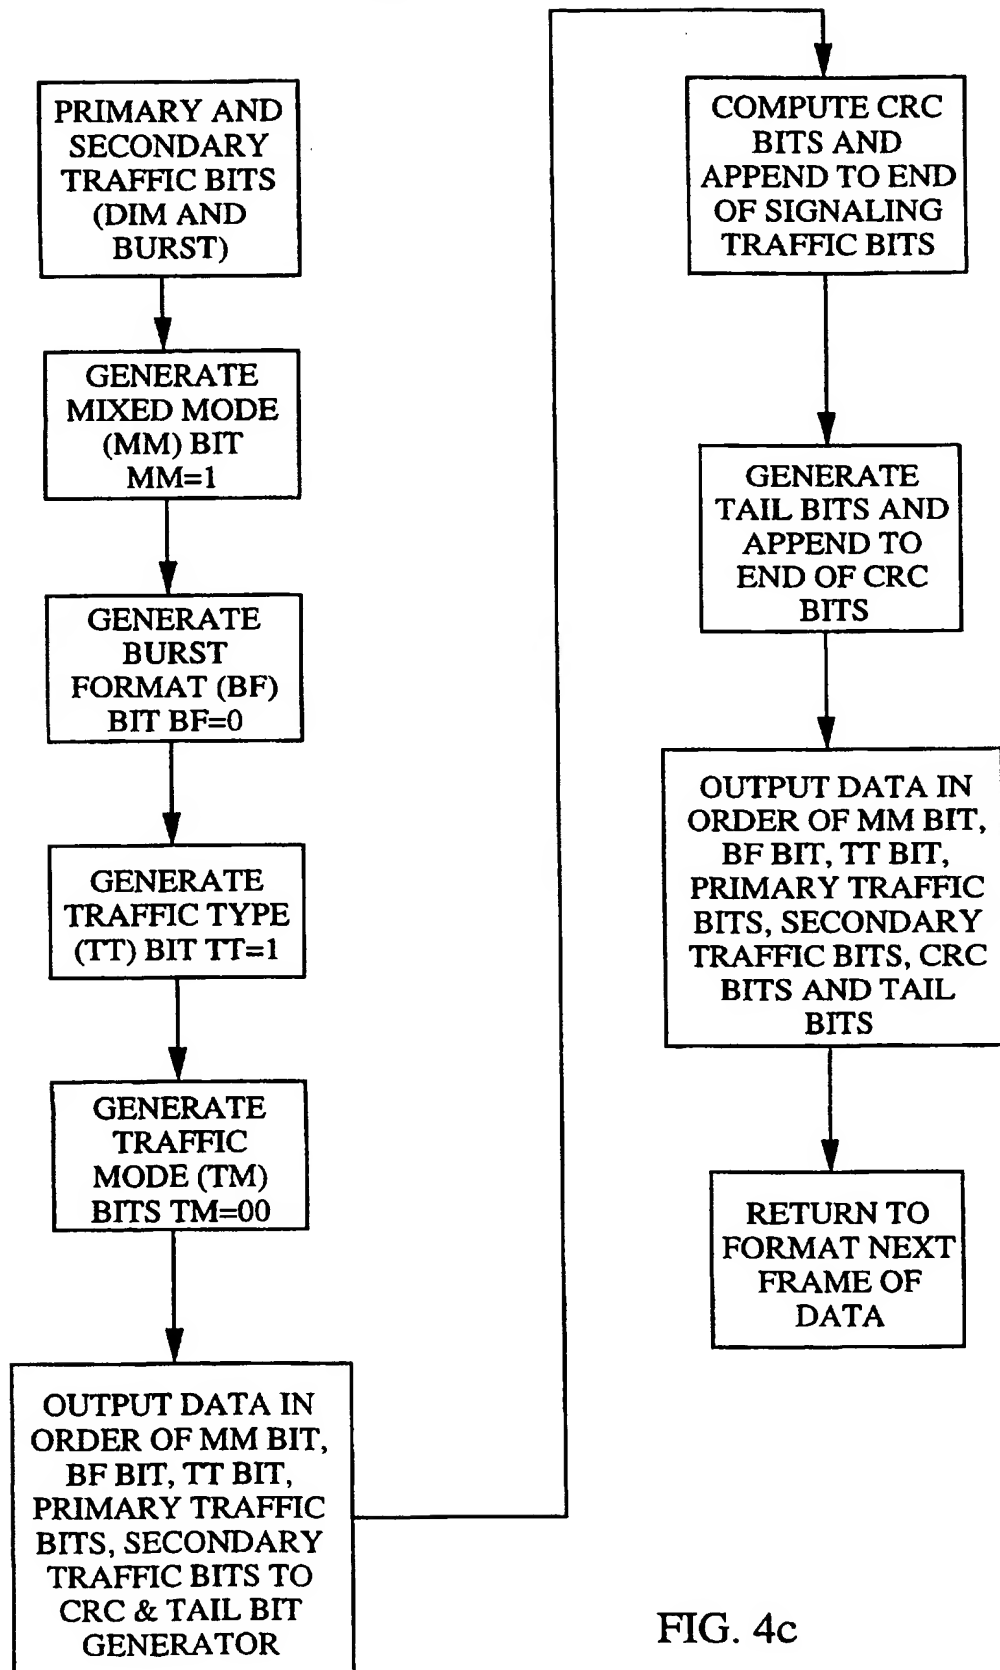 PRIMARY AND
SECONDARY
TRAFFIC BITS
(DIM AND
BURST)
GENERATE
MIXED MODE
(MM) BIT
MM=1
GENERATE
BURST
FORMAT (BF)
BIT BF=0
GENERATE
TRAFFIC TYPE
(TT) BIT TT=1
GENERATE
TRAFFIC
MODE (TM)
BITS TM=00
OUTPUT DATA IN
ORDER OF MM BIT,
BF BIT, TT BIT,
PRIMARY TRAFFIC
BITS, SECONDARY
TRAFFIC BITS TO
CRC & TAIL BIT
GENERATOR
COMPUTE CRC
BITS AND
APPEND TO END
OF SIGNALING
TRAFFIC BITS
GENERATE
TAIL BITS AND
APPEND TO
END OF CRC
BITS
OUTPUT DATA IN
ORDER OF MM BIT,
BF BIT, TT BIT,
PRIMARY TRAFFIC
BITS, SECONDARY
TRAFFIC BITS, CRC
BITS AND TAIL
BITS
RETURN TO
FORMAT NEXT
FRAME OF
DATA
FIG. 4c